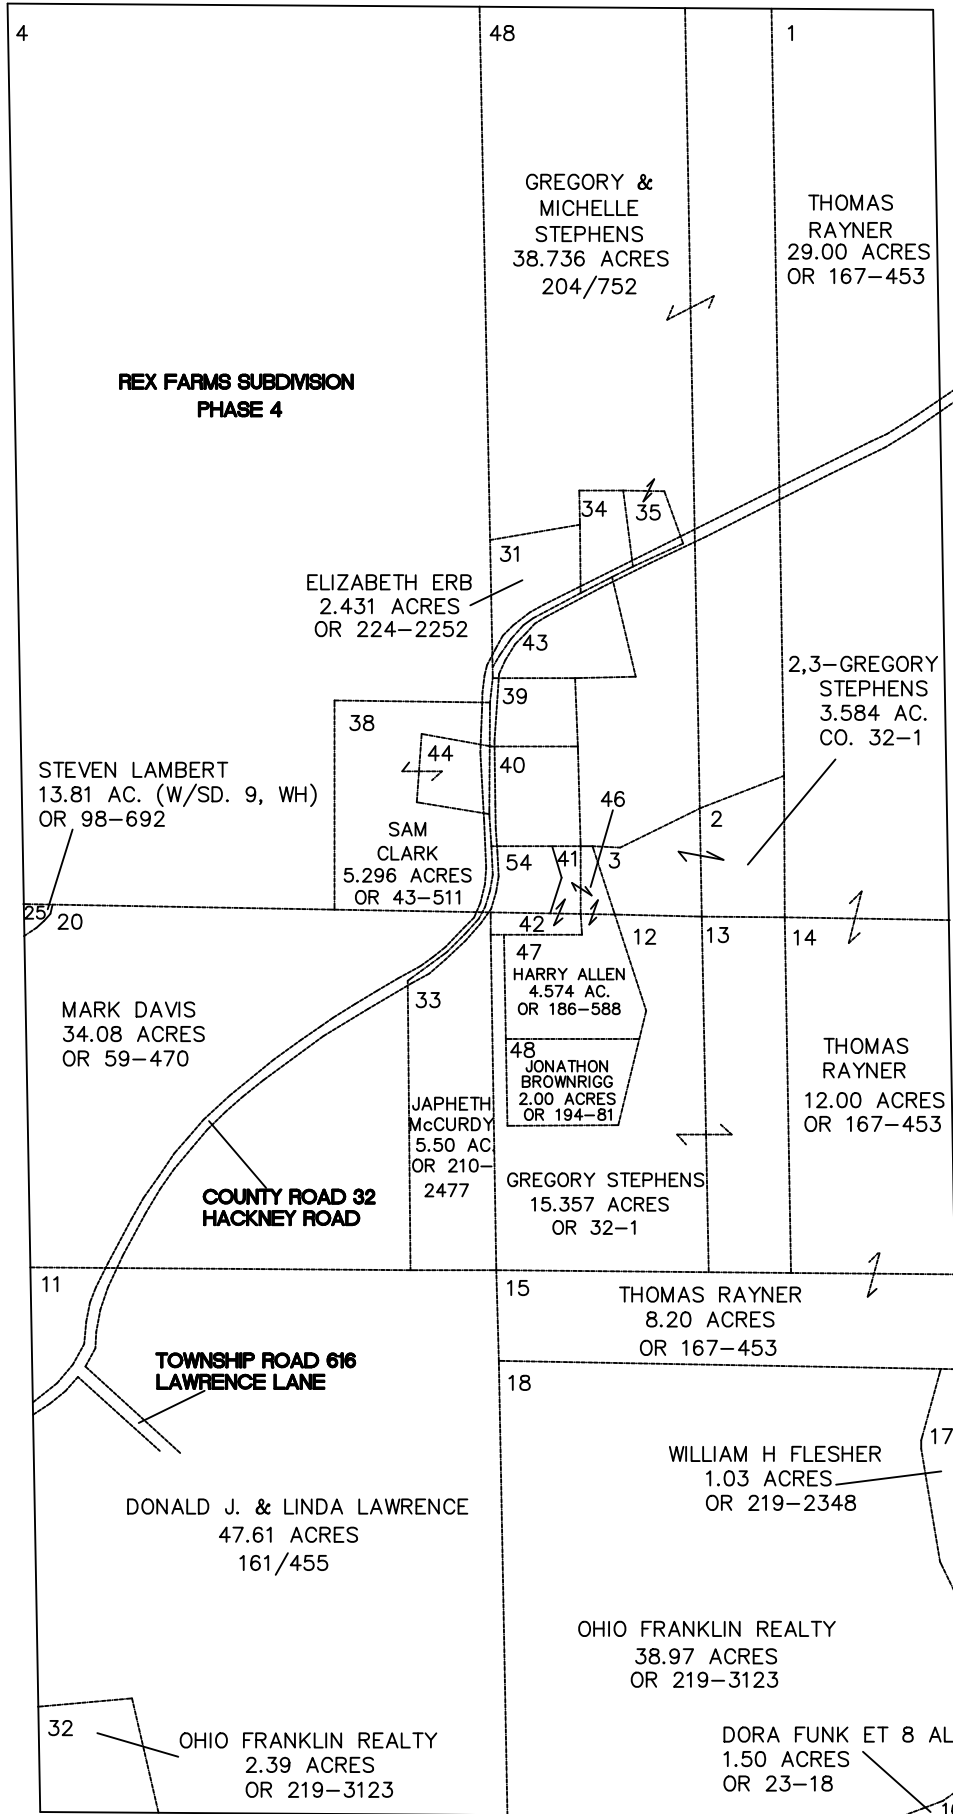 4
48
1
GREGORY &
MICHELLE
STEPHENS
38.736 ACRES
204/752
THOMAS
RAYNER
29.00 ACRES
OR 167-453
REX FARMS SUBDIVISION
PHASE 4
34
35
31
ELIZABETH ERB
2.431 ACRES
OR 224-2252
43
2,3-GREGORY
STEPHENS
3.584 AC.
CO. 32-1
39
38
44
40
STEVEN LAMBERT
13.81 AC. (W/SD. 9, WH)
OR 98-692
46
2
SAM
CLARK
5.296 ACRES
OR 43-511
54
41
3
25
20
42
12
13
14
47
HARRY ALLEN
4.574 AC.
OR 186-588
33
MARK DAVIS
34.08 ACRES
OR 59-470
48
JONATHON
BROWNRIGG
2.00 ACRES
OR 194-81
THOMAS
RAYNER
12.00 ACRES
OR 167-453
JAPHETH
McCURDY
5.50 AC
OR 210-
2477
GREGORY STEPHENS
15.357 ACRES
OR 32-1
COUNTY ROAD 32
HACKNEY ROAD
11
15
THOMAS RAYNER
8.20 ACRES
OR 167-453
TOWNSHIP ROAD 616
LAWRENCE LANE
18
17
WILLIAM H FLESHER
1.03 ACRES
OR 219-2348
DONALD J. & LINDA LAWRENCE
47.61 ACRES
161/455
OHIO FRANKLIN REALTY
38.97 ACRES
OR 219-3123
32
OHIO FRANKLIN REALTY
2.39 ACRES
OR 219-3123
DORA FUNK ET 8 AL
1.50 ACRES
OR 23-18